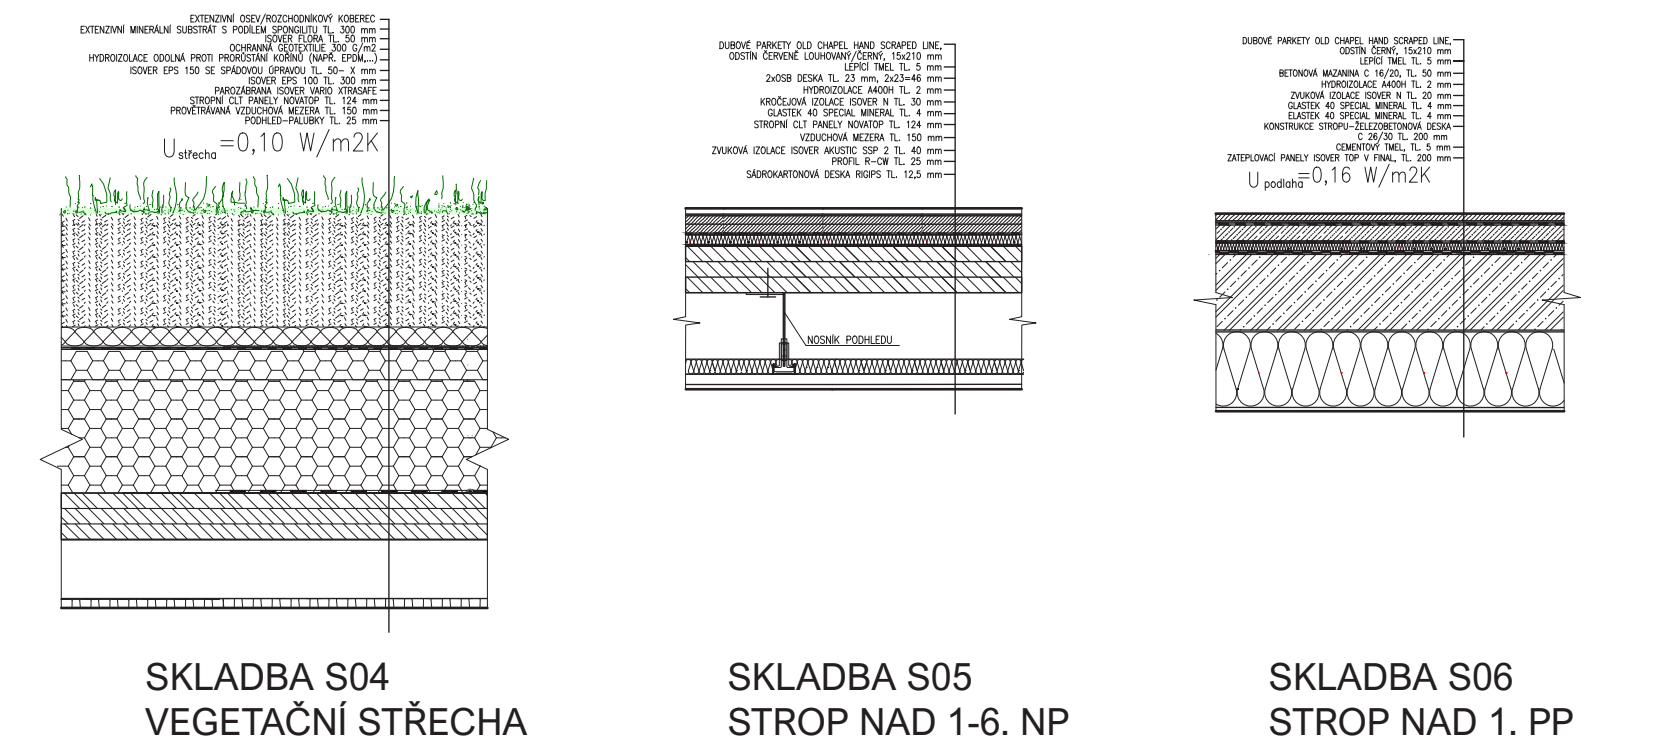 EXTENZIVNÍ OSEV/ROZCHODNÍKOVÝ KOBEREC
EXTENZIVNÍ MINERÁLNÍ SUBSTRÁT S PODÍLEM SPONGILITU TL. 300 mm
ISOVER FLORA TL. 50 mm
OCHRANNÁ GEOTEXTILIE 300 G/m2
HYDROIZOLACE ODOLNÁ PROTI PRORŮSTÁNÍ KOŘÍNŮ (NAPŘ. EPDM,...)
ISOVER EPS 150 SE SPÁDOVOU ÚPRAVOU TL. 50- X mm
ISOVER EPS 100 TL. 300 mm
PAROZÁBRANA ISOVER VARIO XTRASAFE
STROPNÍ CLT PANELY NOVATOP TL. 124 mm
PROVĚTRÁVANÁ VZDUCHOVÁ MEZERA TL. 150 mm
PODHLED-PALUBKY TL. 25 mm
U střecha =0,10 W/m2K
SKLADBA S04
VEGETAČNÍ STŘECHA
DUBOVÉ PARKETY OLD CHAPEL HAND SCRAPED LINE,
ODSTÍN ČERVENĚ LOUHOVANÝ/ČERNÝ, 15x210 mm
LEPÍCÍ TMEL TL. 5 mm
2xOSB DESKA TL. 23 mm, 2x23=46 mm
HYDROIZOLACE A400H TL. 2 mm
KROČEJOVÁ IZOLACE ISOVER N TL. 30 mm
GLASTEK 40 SPECIAL MINERAL TL. 4 mm
STROPNÍ CLT PANELY NOVATOP TL. 124 mm
VZDUCHOVÁ MEZERA TL. 150 mm
ZVUKOVÁ IZOLACE ISOVER AKUSTIC SSP 2 TL. 40 mm
PROFIL R-CW TL. 25 mm
SÁDROKARTONOVÁ DESKA RIGIPS TL. 12,5 mm
NOSNÍK PODHLEDU
SKLADBA S05
STROP NAD 1-6. NP
DUBOVÉ PARKETY OLD CHAPEL HAND SCRAPED LINE,
ODSTÍN ČERNÝ, 15x210 mm
LEPÍCÍ TMEL TL. 5 mm
BETONOVÁ MAZANINA C 16/20, TL. 50 mm
HYDROIZOLACE A400H TL. 2 mm
ZVUKOVÁ IZOLACE ISOVER N TL. 20 mm
GLASTEK 40 SPECIAL MINERAL TL. 4 mm
ELASTEK 40 SPECIAL MINERAL TL. 4 mm
KONSTRUKCE STROPU-ŽELEZOBETONOVÁ DESKA
C 26/30 TL. 200 mm
CEMENTOVÝ TMEL, TL. 5 mm
ZATEPLOVACÍ PANELY ISOVER TOP V FINAL, TL. 200 mm
U podlaha =0,16 W/m2K
SKLADBA S06
STROP NAD 1. PP